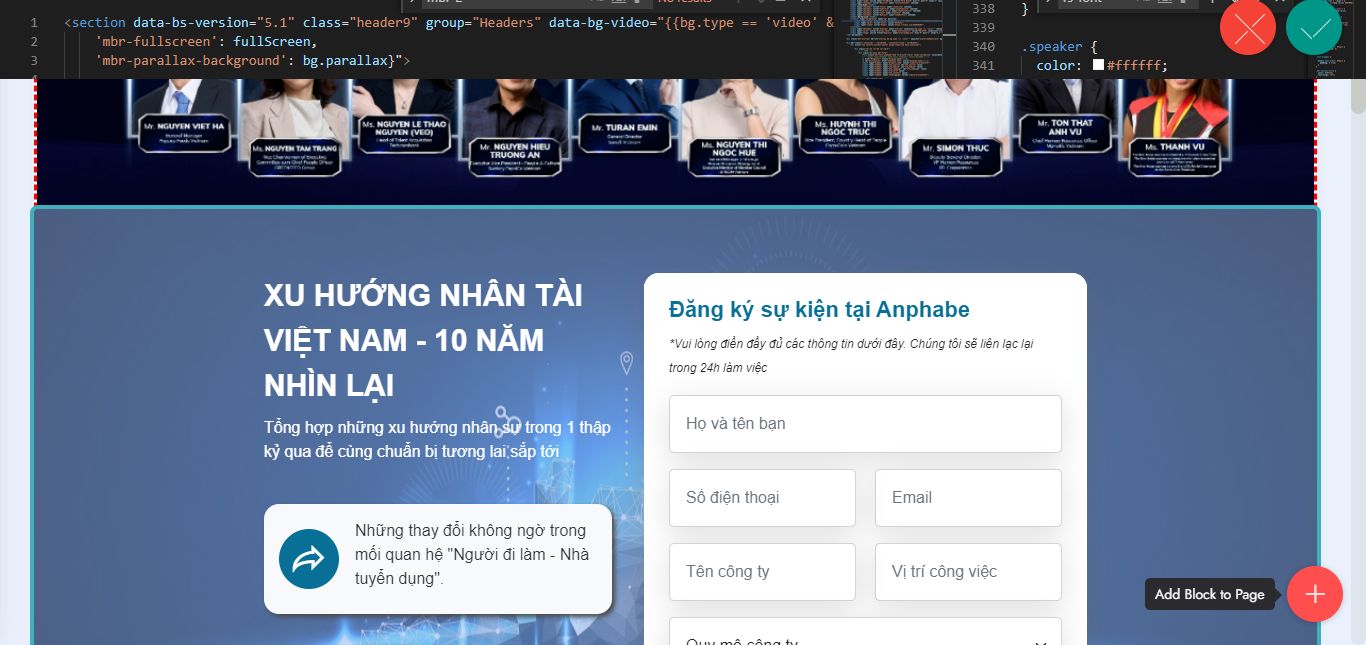 1 <section data-bs-version="5.1" class="header9" group="Headers" data-bg-video="{{bg.type == 'video' &
2 'mbr-fullscreen': fullScreen,
3 'mbr-parallax-background': bg.parallax}">
338 }
339
340 .speaker {
341 color: #ffffff;
Mr. NGUYEN VIET HA
General Manager
Ms. NGUYEN TAM TRANG
Ms. NGUYEN LE THAO
NGUYEN (VEO)
Mr. NGUYEN HIEU
TRUONG AN
Mr. TURAN EMIN
General Director
Ms. NGUYEN THI
NGOC HUE
Ms. HUYNH THI
NGOC TRUC
Mr. SIMON THUC
Deputy General Director,
Mr. TON THAT
ANH VU
Ms. THANH VU
XU HƯỚNG NHÂN TÀI
VIỆT NAM - 10 NĂM
NHÌN LẠI
Tổng hợp những xu hướng nhân sự trong 1 thập
kỷ qua để cùng chuẩn bị tương lai sắp tới
Những thay đổi không ngờ trong
mối quan hệ "Người đi làm - Nhà
tuyển dụng".
Đăng ký sự kiện tại Anphabe
*Vui lòng điền đầy đủ các thông tin dưới đây. Chúng tôi sẽ liên lạc lại
trong 24h làm việc
Họ và tên bạn
Số điện thoại
Email
Tên công ty
Vị trí công việc
Quy mô công ty
Add Block to Page